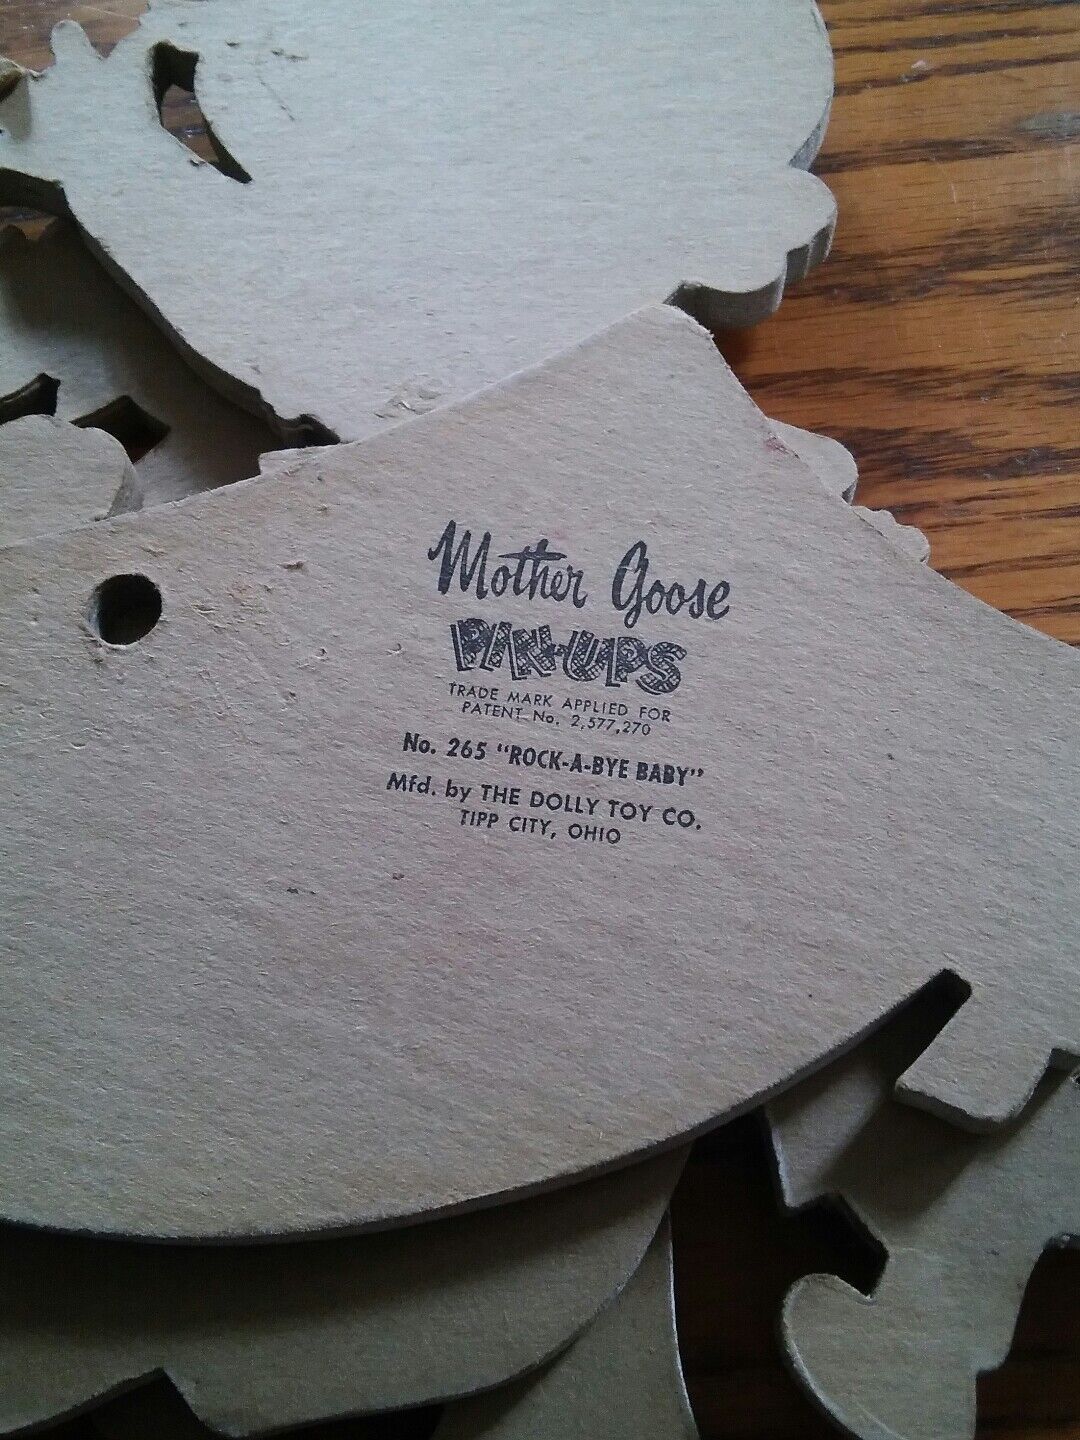 Mother Goose
PIN-UPS
TRADE MARK APPLIED FOR
PATENT No. 2,577,270
No. 265 "ROCK-A-BYE BABY"
Mfd. by THE DOLLY TOY CO.
TIPP CITY, OHIO